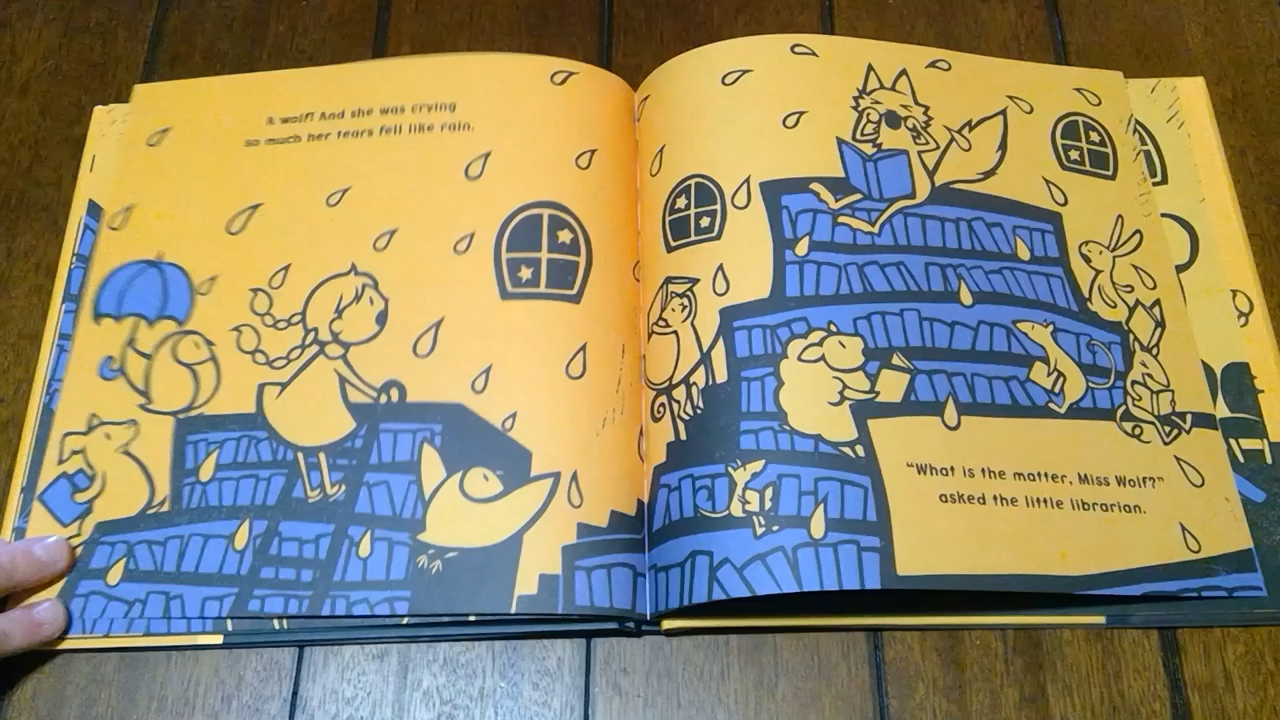 A wolf! And she was crying
so much her tears fell like rain.
"What is the matter, Miss Wolf?"
asked the little librarian.